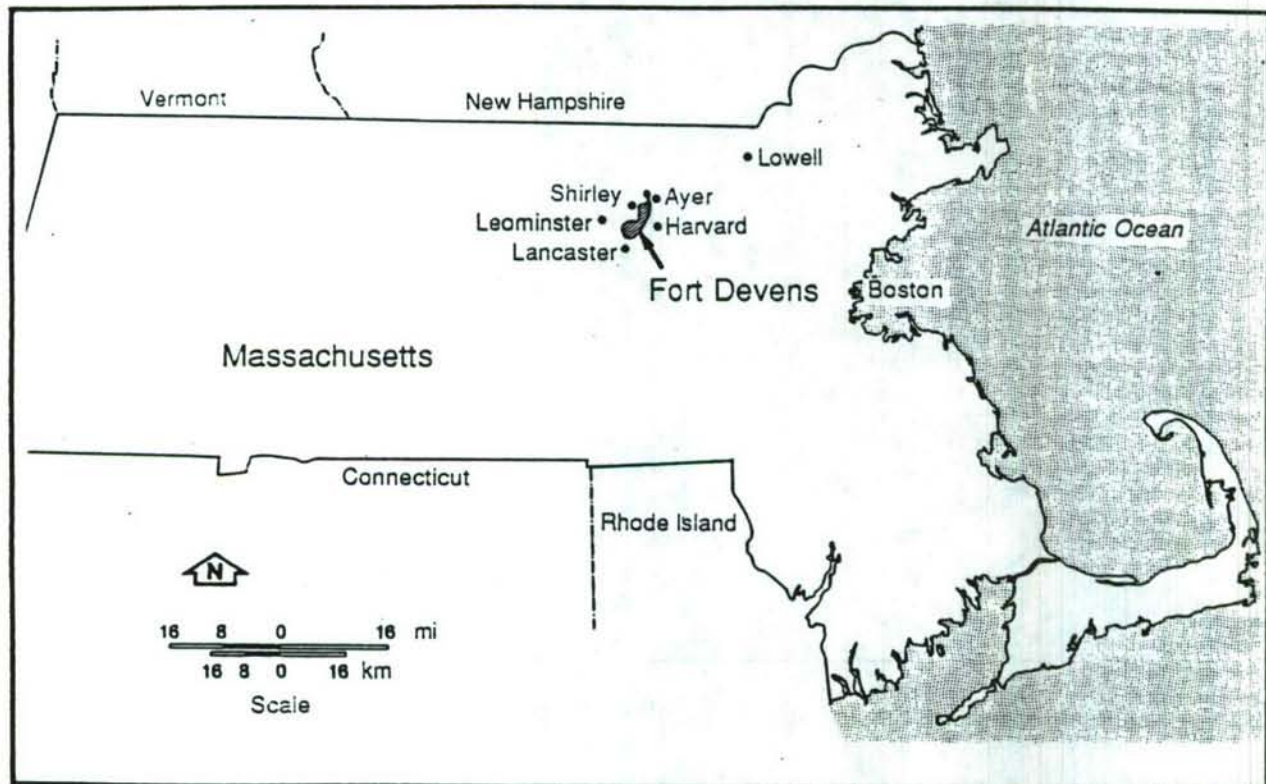 Vermont
New Hampshire
Lowell
Shirley
Ayer
Leominster
Harvard
Lancaster
Atlantic Ocean
Fort Devens
Boston
Massachusetts
Connecticut
Rhode Island
N
16 8 0 16 mi
16 8 0 16 km
Scale